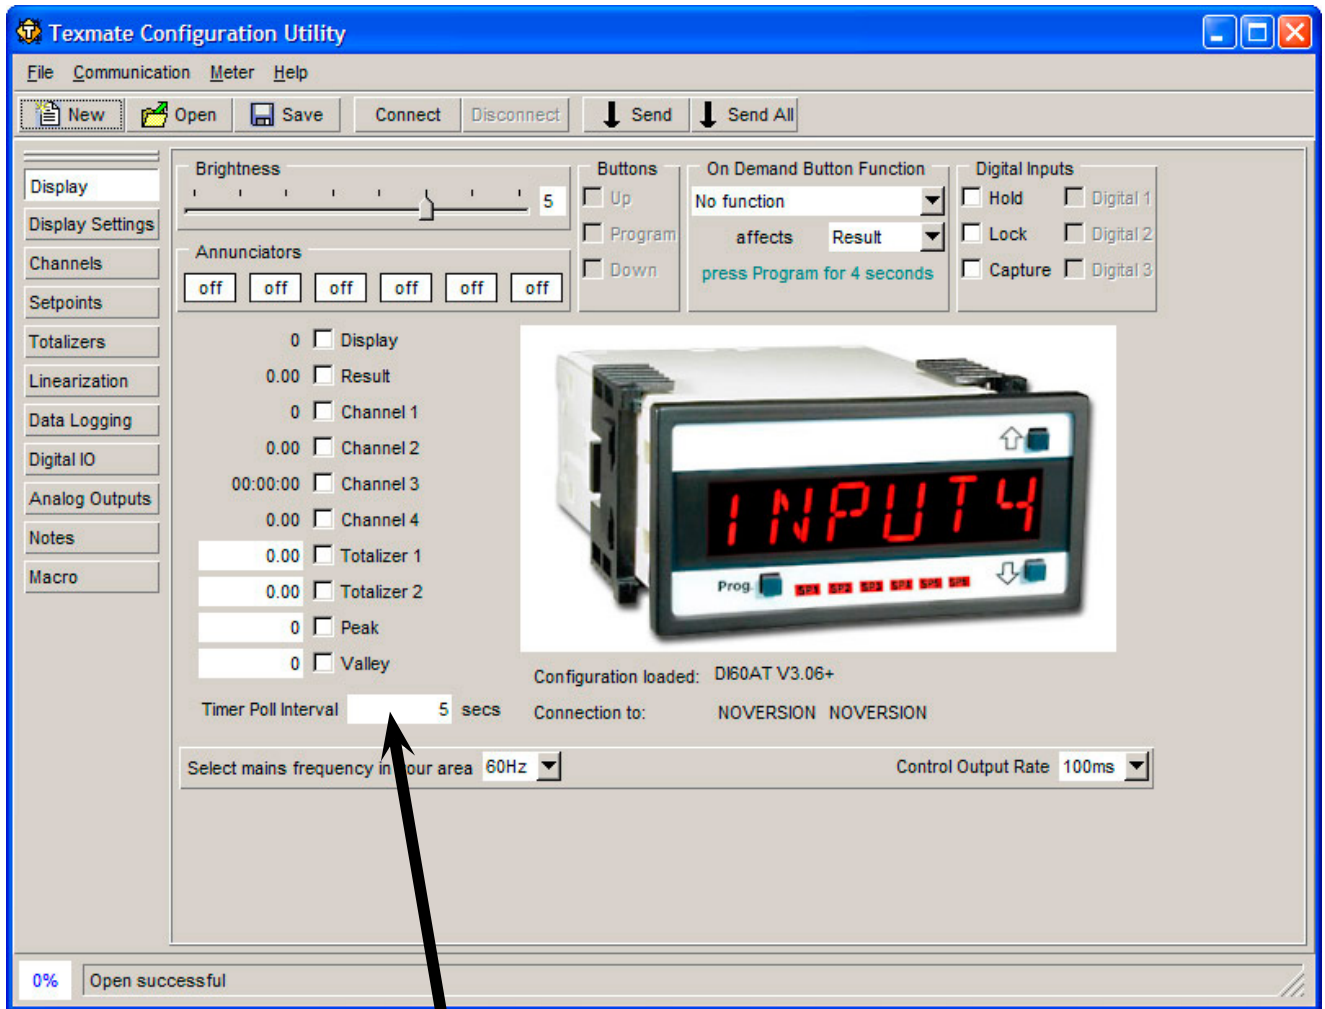 Texmate Configuration Utility
File Communication Meter Help
New Open Save Connect Disconnect Send Send All
Display
Display Settings
Channels
Setpoints
Totalizers
Linearization
Data Logging
Digital IO
Analog Outputs
Notes
Macro
Brightness
5
Annunciators
off off off off off off
Buttons
Up
Program
Down
On Demand Button Function
No function
affects Result
press Program for 4 seconds
Digital Inputs
Hold Digital 1
Lock Digital 2
Capture Digital 3
0 Display
0.00 Result
0 Channel 1
0.00 Channel 2
00:00:00 Channel 3
0.00 Channel 4
0.00 Totalizer 1
0.00 Totalizer 2
0 Peak
0 Valley
Timer Poll Interval 5 secs
INPUT4
Prog. SP1 SP2 SP3 SP4 SP5 SP6
Configuration loaded: DI60AT V3.06+
Connection to: NOVERSION NOVERSION
Select mains frequency in your area 60Hz
Control Output Rate 100ms
0% Open successful